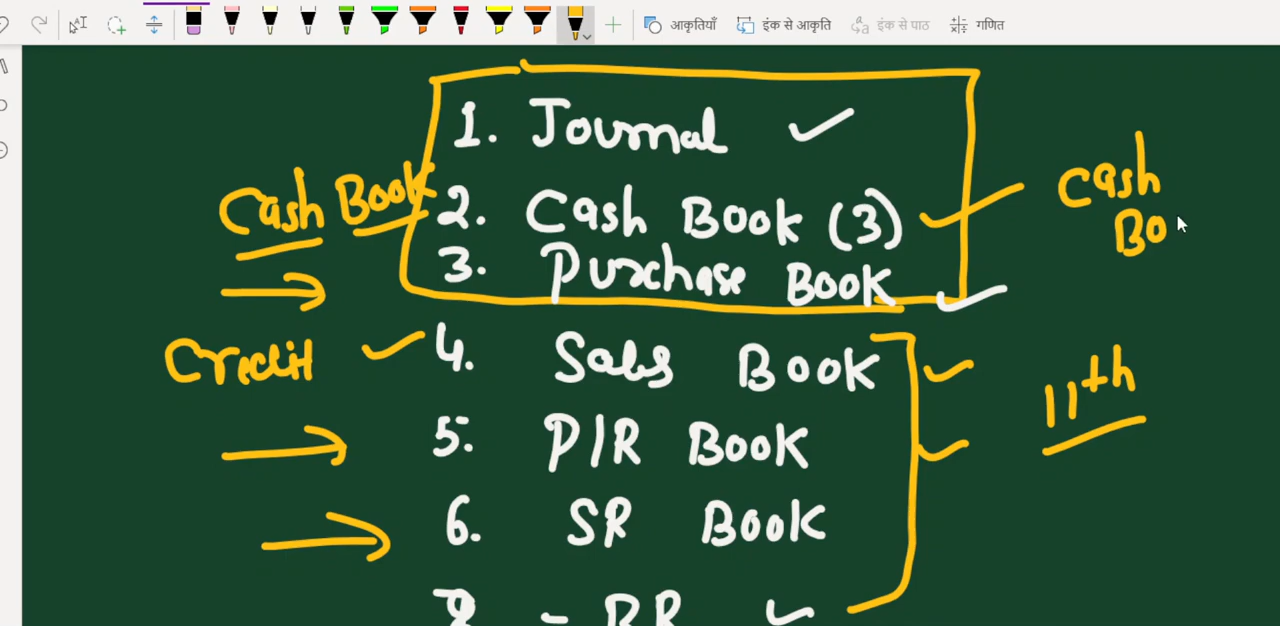 आकृतियाँ इंक से आकृति इंक से पाठ गणित
1. Journal
Cash Book
2. Cash Book (3)
Cash
Bo
3. Purchase Book
Credit
4. Sales Book
11th
5. P/R Book
6. SR Book